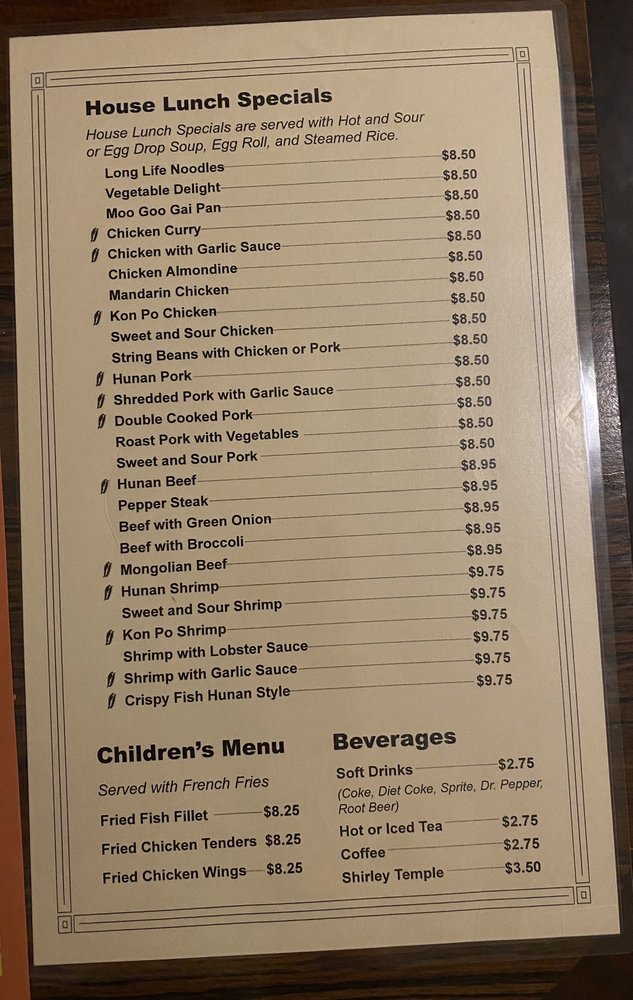 House Lunch Specials
House Lunch Specials are served with Hot and Sour
or Egg Drop Soup, Egg Roll, and Steamed Rice.
Long Life Noodles $8.50
Vegetable Delight $8.50
Moo Goo Gai Pan $8.50
Chicken Curry $8.50
Chicken with Garlic Sauce $8.50
Chicken Almondine $8.50
Mandarin Chicken $8.50
Kon Po Chicken $8.50
Sweet and Sour Chicken $8.50
String Beans with Chicken or Pork $8.50
Hunan Pork $8.50
Shredded Pork with Garlic Sauce $8.50
Double Cooked Pork $8.50
Roast Pork with Vegetables $8.50
Sweet and Sour Pork $8.50
Hunan Beef $8.95
Pepper Steak $8.95
Beef with Green Onion $8.95
Beef with Broccoli $8.95
Mongolian Beef $8.95
Hunan Shrimp $9.75
Sweet and Sour Shrimp $9.75
Kon Po Shrimp $9.75
Shrimp with Lobster Sauce $9.75
Shrimp with Garlic Sauce $9.75
Crispy Fish Hunan Style $9.75
Children's Menu
Served with French Fries
Fried Fish Fillet $8.25
Fried Chicken Tenders $8.25
Fried Chicken Wings $8.25
Beverages
Soft Drinks $2.75
(Coke, Diet Coke, Sprite, Dr. Pepper,
Root Beer)
Hot or Iced Tea $2.75
Coffee $2.75
Shirley Temple $3.50